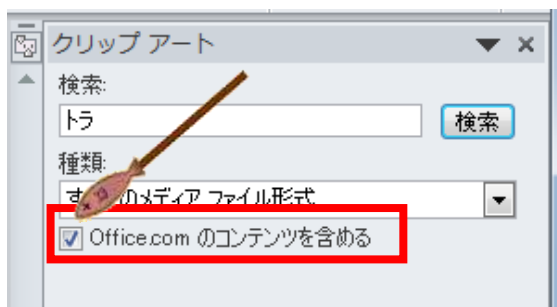 クリップ アート
検索:
トラ
検索
種類:
メディア ファイル形式
Office.com のコンテンツを含める